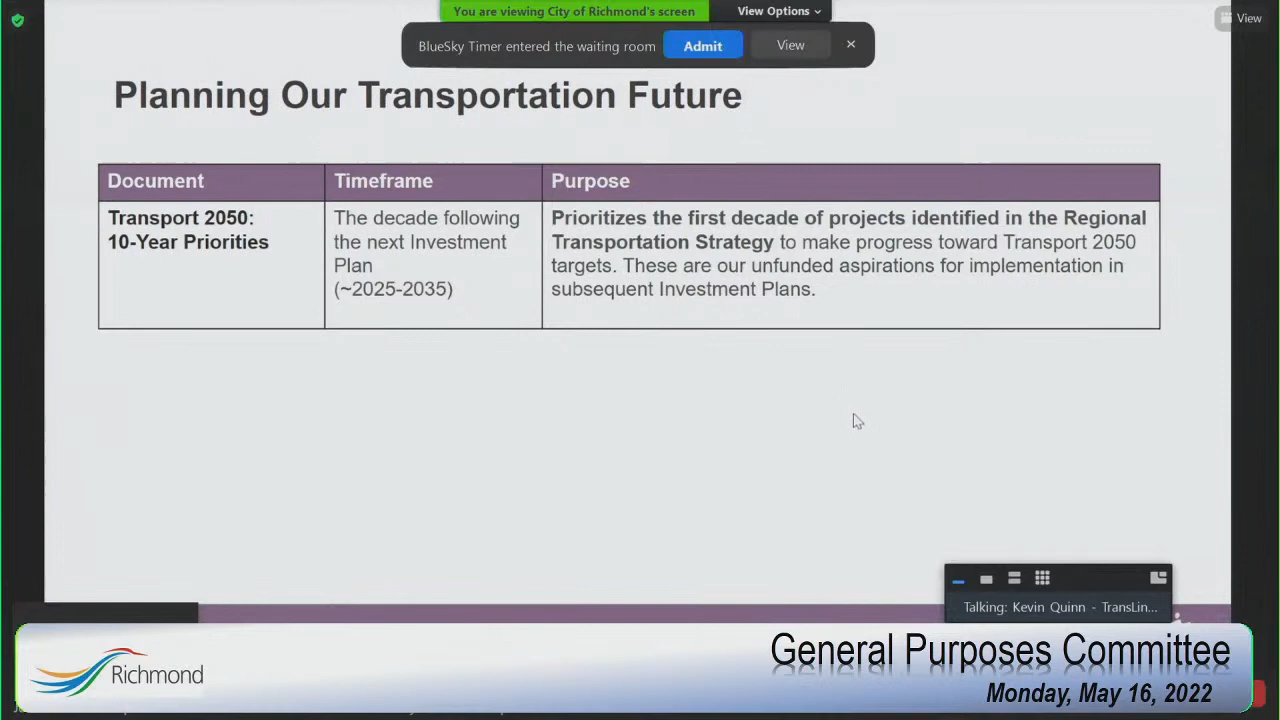 You are viewing City of Richmond's screen
View Options
View
BlueSky Timer entered the waiting room
Admit
View
Planning Our Transportation Future
Document
Timeframe
Purpose
Transport 2050:
10-Year Priorities
The decade following
the next Investment
Plan
(~2025-2035)
Prioritizes the first decade of projects identified in the Regional
Transportation Strategy to make progress toward Transport 2050
targets. These are our unfunded aspirations for implementation in
subsequent Investment Plans.
Talking: Kevin Quinn - TransLin...
Richmond
General Purposes Committee
Monday, May 16, 2022